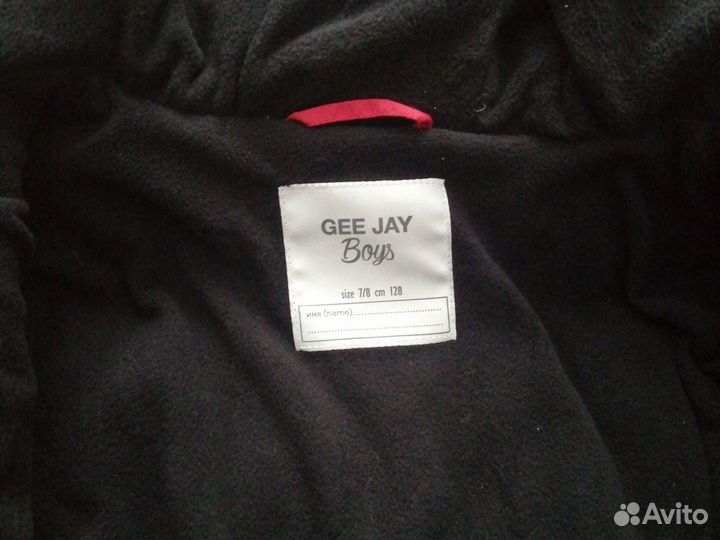 GEE JAY
Boys
size 7/8 cm 128
имя (name)
Avito